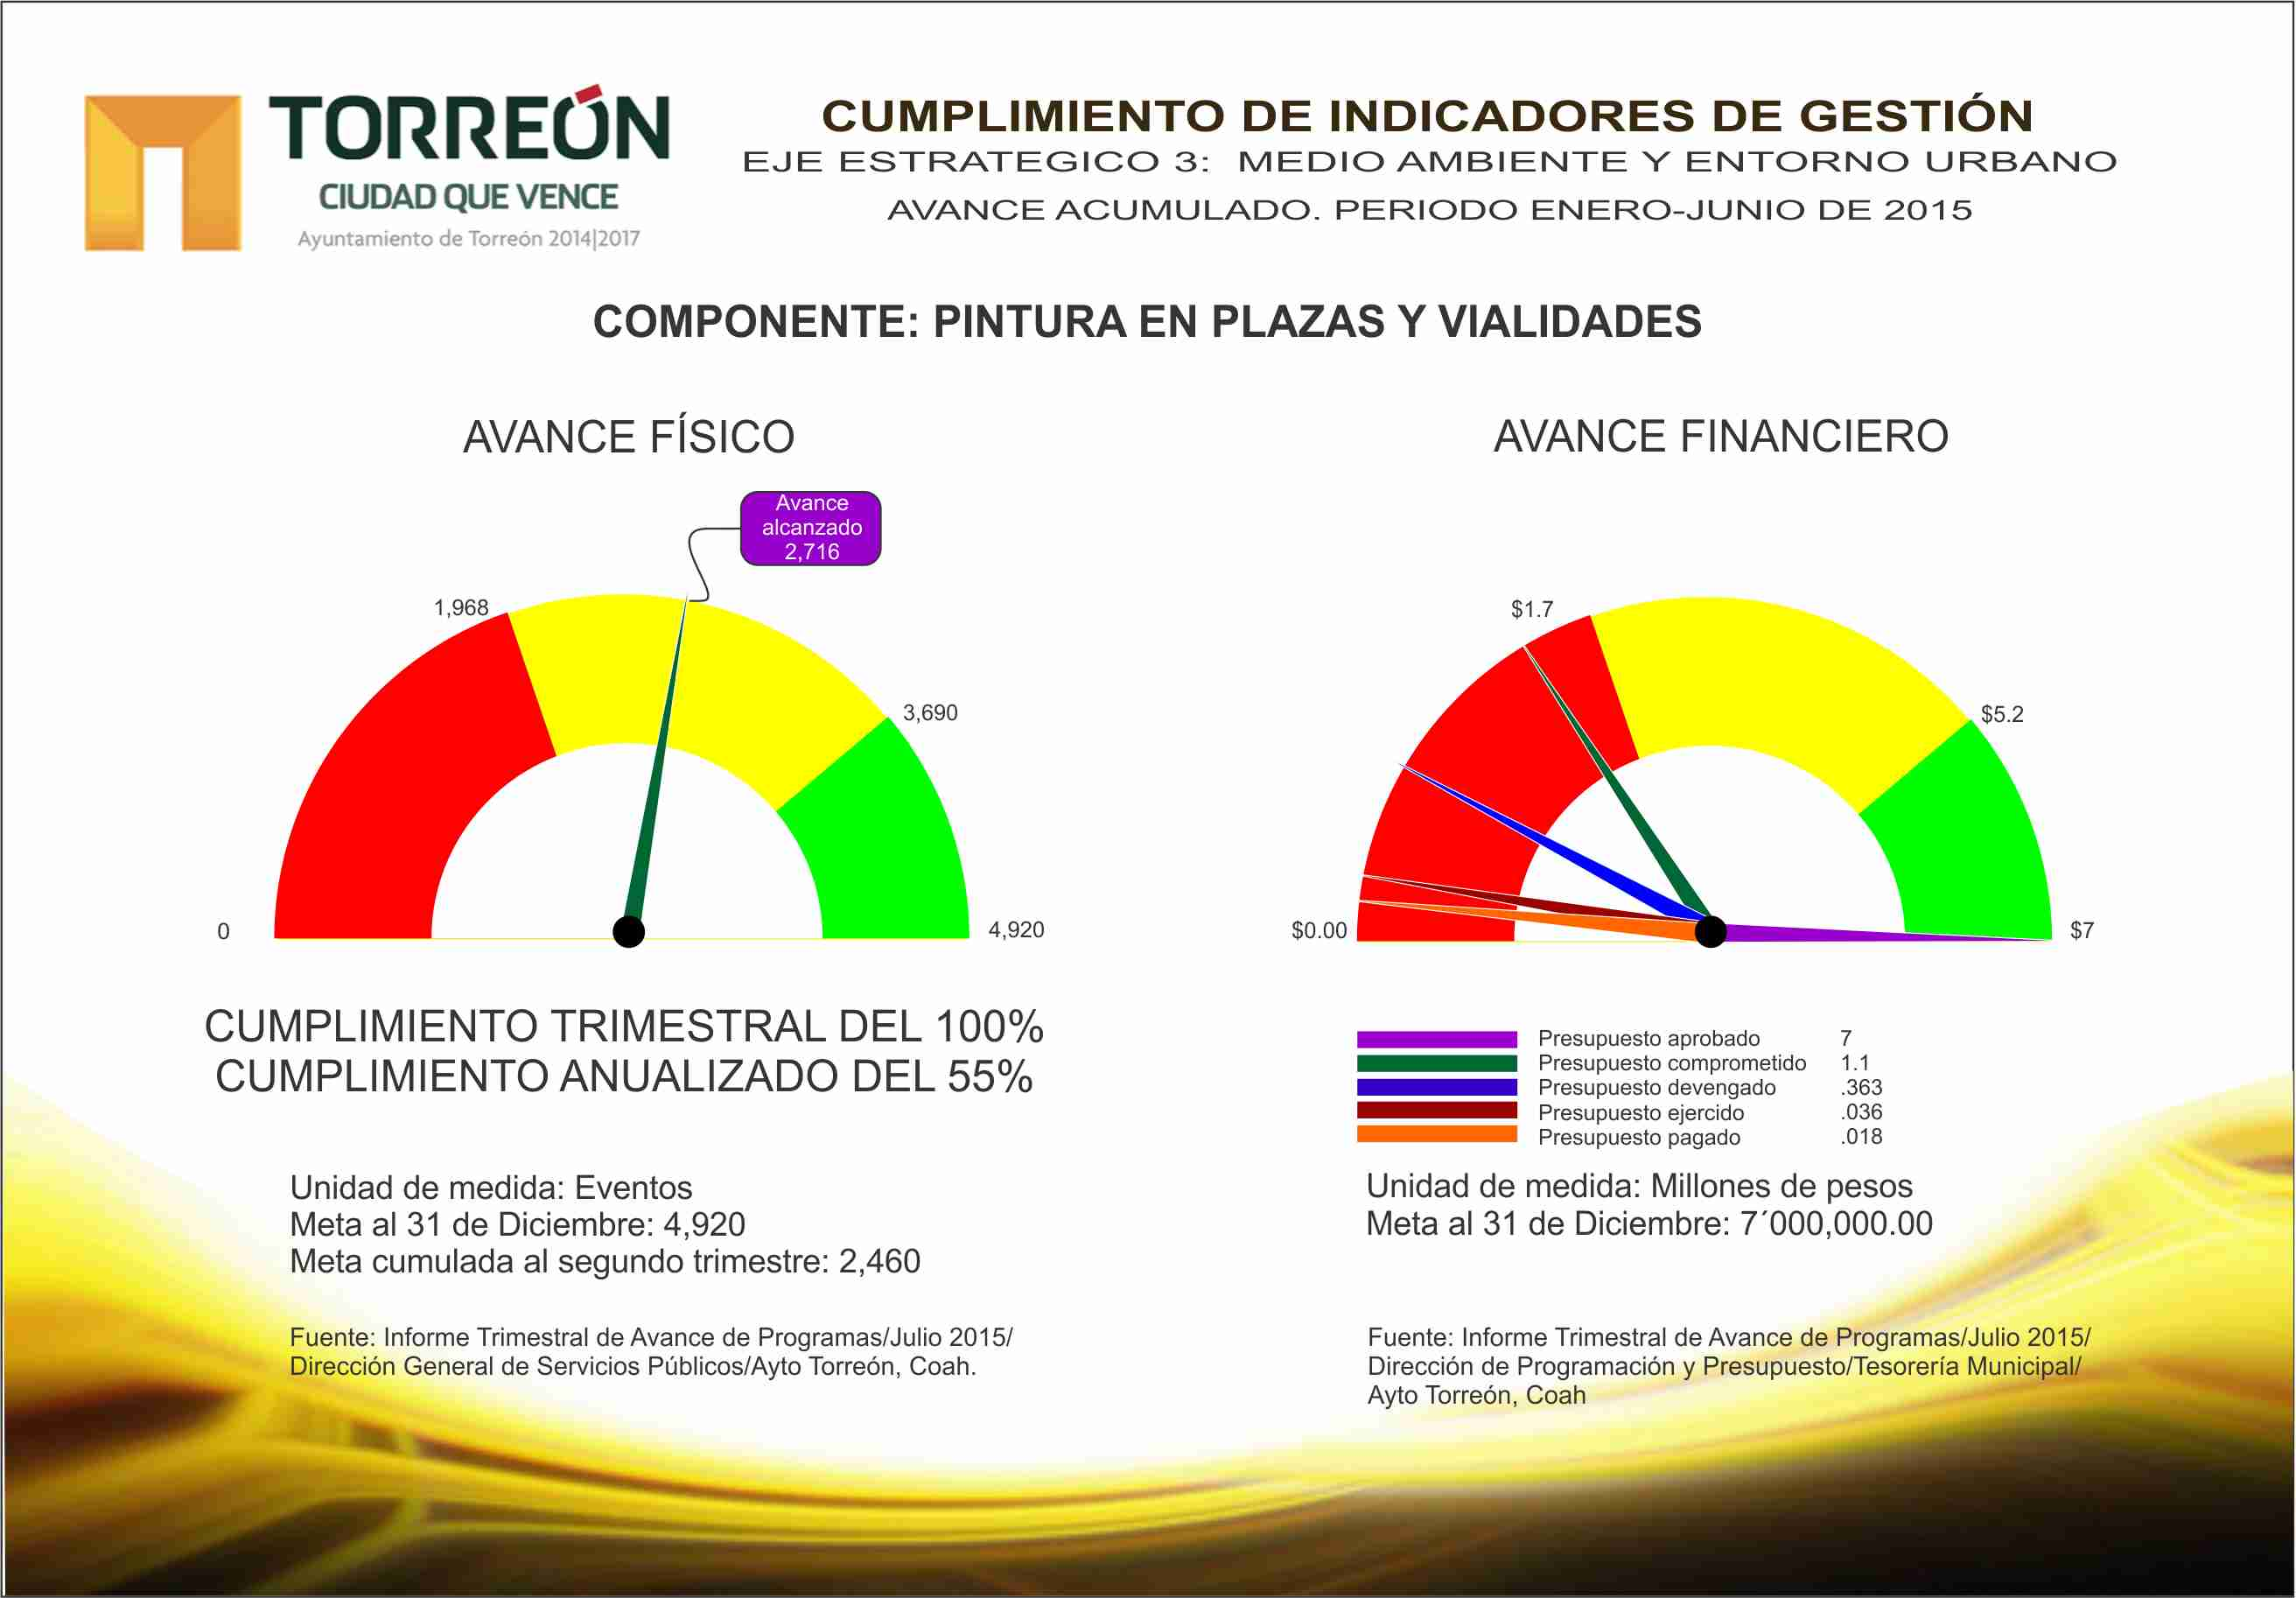 TORREÓN
CIUDAD QUE VENCE
Ayuntamiento de Torreón 2014|2017
CUMPLIMIENTO DE INDICADORES DE GESTIÓN
EJE ESTRATEGICO 3: MEDIO AMBIENTE Y ENTORNO URBANO
AVANCE ACUMULADO. PERIODO ENERO-JUNIO DE 2015
COMPONENTE: PINTURA EN PLAZAS Y VIALIDADES
AVANCE FÍSICO
Avance
alcanzado
2,716
1,968
3,690
0
4,920
CUMPLIMIENTO TRIMESTRAL DEL 100%
CUMPLIMIENTO ANUALIZADO DEL 55%
Unidad de medida: Eventos
Meta al 31 de Diciembre: 4,920
Meta cumulada al segundo trimestre: 2,460
Fuente: Informe Trimestral de Avance de Programas/Julio 2015/
Dirección General de Servicios Públicos/Ayto Torreón, Coah.
AVANCE FINANCIERO
$1.7
$5.2
$0.00
$7
Presupuesto aprobado 7
Presupuesto comprometido 1.1
Presupuesto devengado .363
Presupuesto ejercido .036
Presupuesto pagado .018
Unidad de medida: Millones de pesos
Meta al 31 de Diciembre: 7´000,000.00
Fuente: Informe Trimestral de Avance de Programas/Julio 2015/
Dirección de Programación y Presupuesto/Tesorería Municipal/
Ayto Torreón, Coah